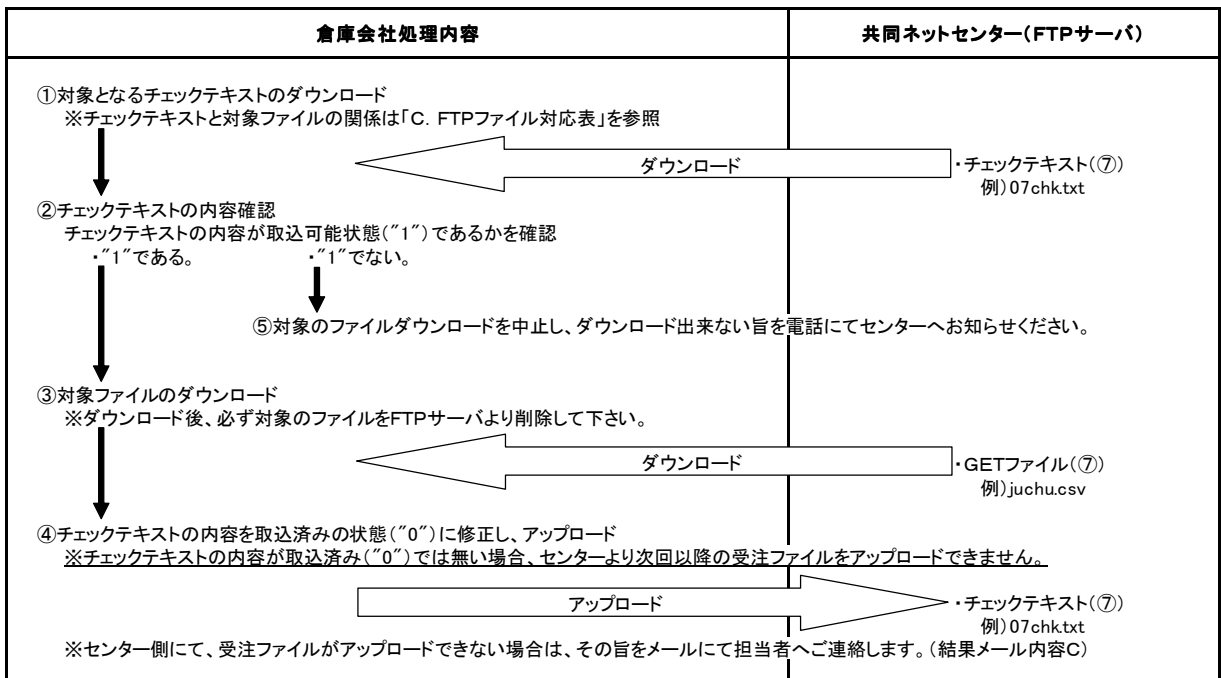 倉庫会社処理内容
共同ネットセンター（ＦＴＰサーバ）
①対象となるチェックテキストのダウンロード
※チェックテキストと対象ファイルの関係は「Ｃ．ＦＴＰファイル対応表」を参照
ダウンロード
・チェックテキスト（⑦）
例）07chk.txt
②チェックテキストの内容確認
チェックテキストの内容が取込可能状態（"1"）であるかを確認
・"1"である。
・"1"でない。
⑤対象のファイルダウンロードを中止し、ダウンロード出来ない旨を電話にてセンターへお知らせください。
③対象ファイルのダウンロード
※ダウンロード後、必ず対象のファイルをFTPサーバより削除して下さい。
ダウンロード
・GETファイル（⑦）
例）juchu.csv
④チェックテキストの内容を取込済みの状態（"0"）に修正し、アップロード
※チェックテキストの内容が取込済み（"0"）では無い場合、センターより次回以降の受注ファイルをアップロードできません。
アップロード
・チェックテキスト（⑦）
例）07chk.txt
※センター側にて、受注ファイルがアップロードできない場合は、その旨をメールにて担当者へご連絡します。（結果メール内容Ｃ）